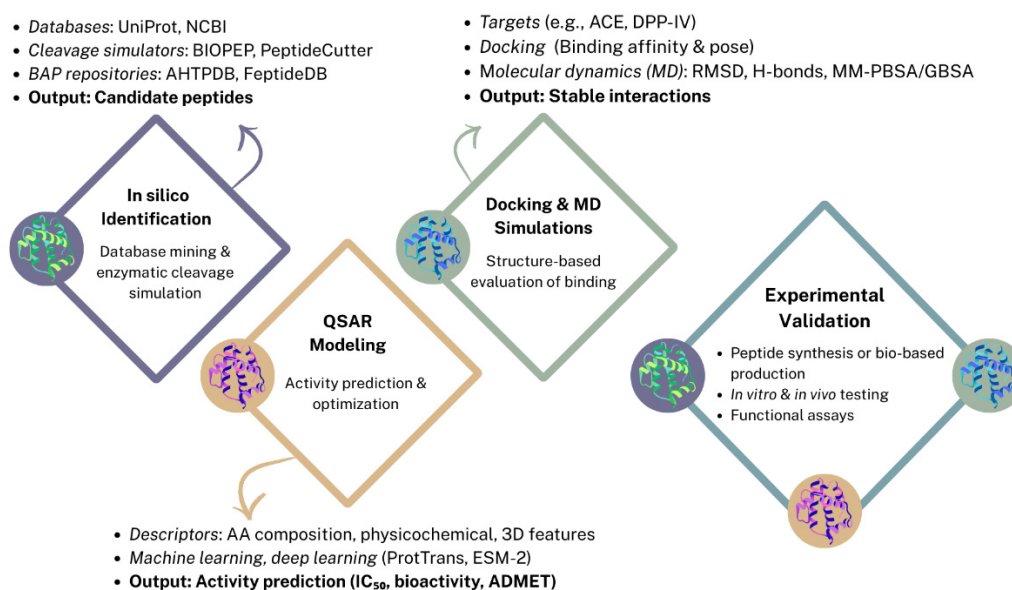 • Databases: UniProt, NCBI
• Cleavage simulators: BIOPEP, PeptideCutter
• BAP repositories: AHTPDB, FeptideDB
• Output: Candidate peptides
• Targets (e.g., ACE, DPP-IV)
• Docking (Binding affinity & pose)
• Molecular dynamics (MD): RMSD, H-bonds, MM-PBSA/GBSA
• Output: Stable interactions
In silico
Identification
Database mining &
enzymatic cleavage
simulation
QSAR
Modeling
Activity prediction &
optimization
Docking & MD
Simulations
Structure-based
evaluation of binding
Experimental
Validation
• Peptide synthesis or bio-based
production
• In vitro & in vivo testing
• Functional assays
• Descriptors: AA composition, physicochemical, 3D features
• Machine learning, deep learning (ProtTrans, ESM-2)
• Output: Activity prediction (IC₅₀, bioactivity, ADMET)